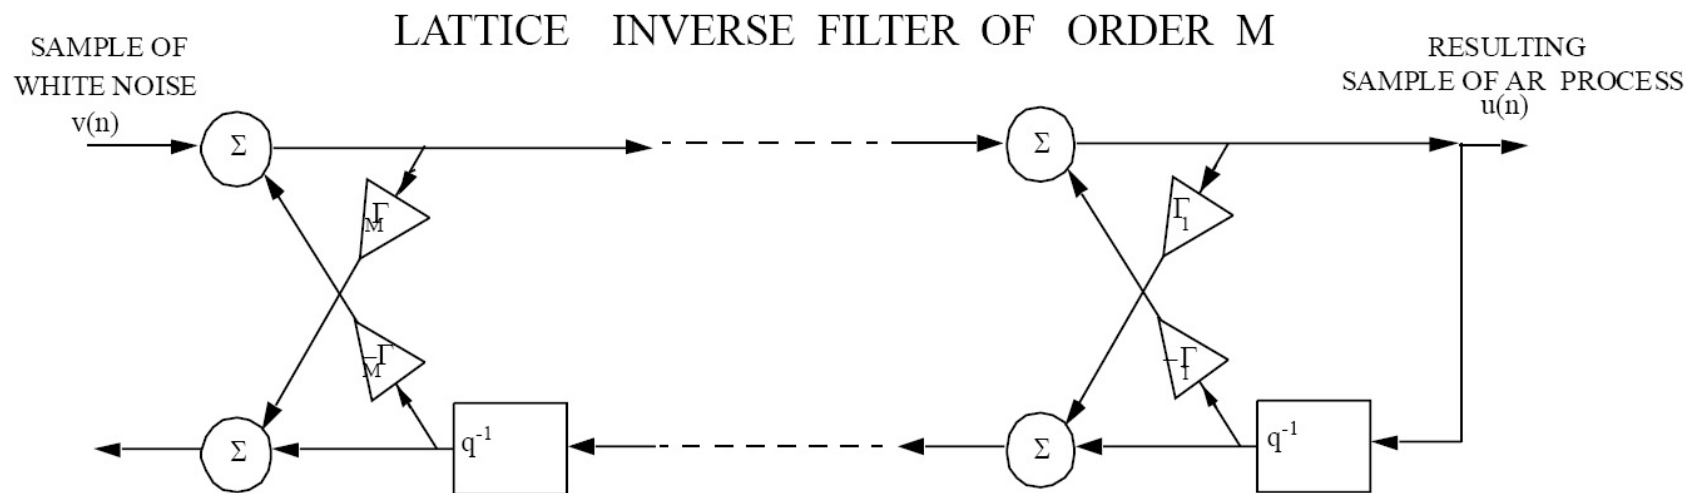 LATTICE INVERSE FILTER OF ORDER M
SAMPLE OF
WHITE NOISE
v(n)
RESULTING
SAMPLE OF AR PROCESS
u(n)
Σ
Σ
Γ
M
Γ
1
–Γ
M
–Γ
1
Σ
q⁻¹
Σ
q⁻¹